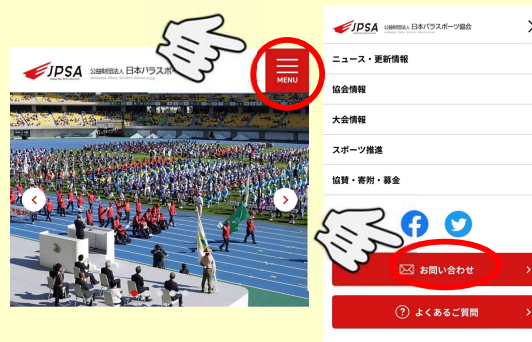 JPSA 公益財団法人 日本パラスポ
MENU
JPSA 公益財団法人 日本パラスポーツ協会
ニュース・更新情報
協会情報
大会情報
スポーツ推進
協賛・寄附・募金
お問い合わせ
よくあるご質問